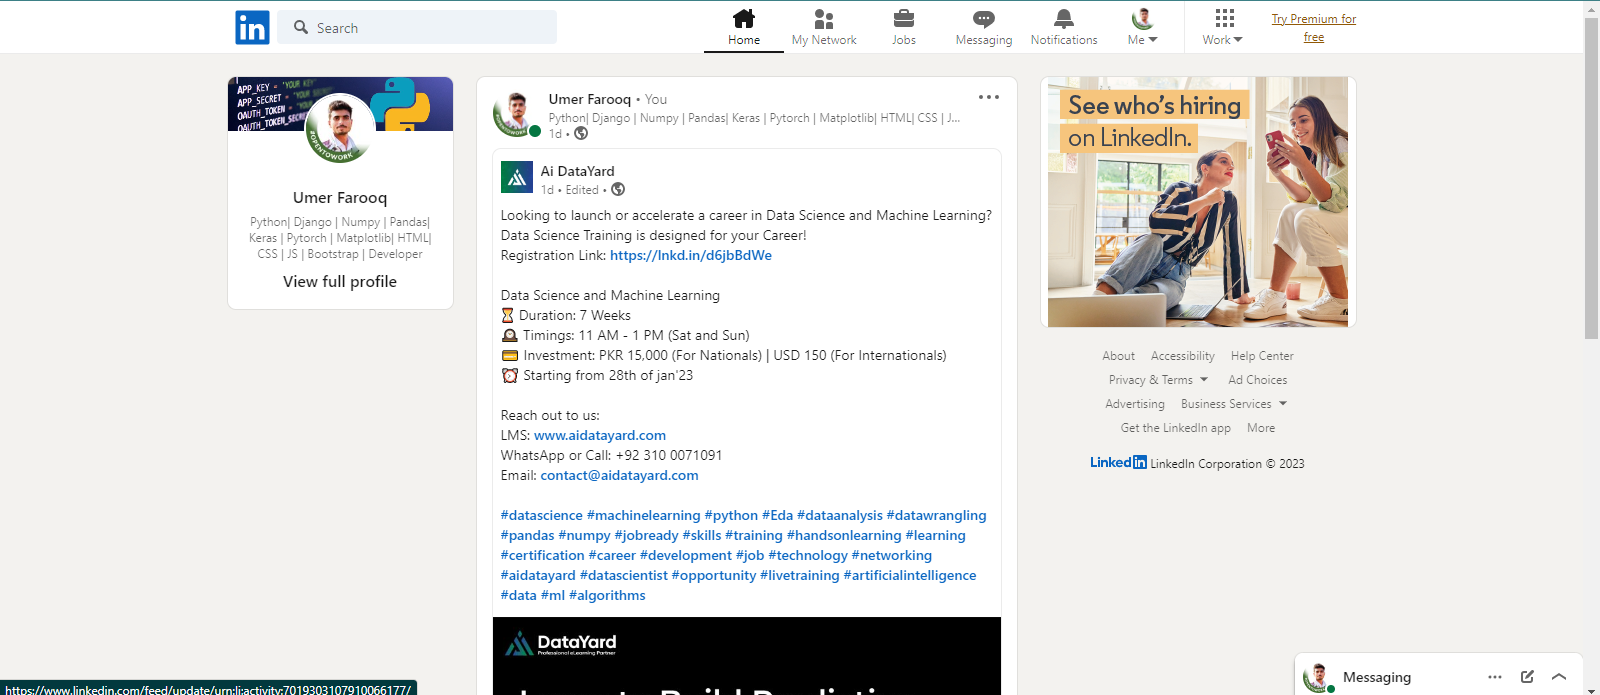 in
Search
Home
My Network
Jobs
Messaging
Notifications
Me
Work
Try Premium for
free
APP_KEY = 'YOUR KEY'
APP_SECRET =
OAUTH_TOKEN =
#OPENTOWORK
Umer Farooq
Python| Django | Numpy | Pandas|
Keras | Pytorch | Matplotlib| HTML|
CSS | JS | Bootstrap | Developer
View full profile
Umer Farooq • You
Python| Django | Numpy | Pandas| Keras | Pytorch | Matplotlib| HTML| CSS | J...
1d •
Ai DataYard
1d • Edited •
Looking to launch or accelerate a career in Data Science and Machine Learning?
Data Science Training is designed for your Career!
Registration Link: https://lnkd.in/d6jbBdWe
Data Science and Machine Learning
⏳ Duration: 7 Weeks
🕰 Timings: 11 AM - 1 PM (Sat and Sun)
💳 Investment: PKR 15,000 (For Nationals) | USD 150 (For Internationals)
⏰ Starting from 28th of jan'23
Reach out to us:
LMS: www.aidatayard.com
WhatsApp or Call: +92 310 0071091
Email: contact@aidatayard.com
#datascience #machinelearning #python #Eda #dataanalysis #datawrangling
#pandas #numpy #jobready #skills #training #handsonlearning #learning
#certification #career #development #job #technology #networking
#aidatayard #datascientist #opportunity #livetraining #artificialintelligence
#data #ml #algorithms
DataYard
Professional eLearning Partner
See who's hiring
on LinkedIn.
About Accessibility Help Center
Privacy & Terms Ad Choices
Advertising Business Services
Get the LinkedIn app More
LinkedIn LinkedIn Corporation © 2023
Messaging
https://www.linkedin.com/feed/update/urn:li:activity:7019303107910066177/